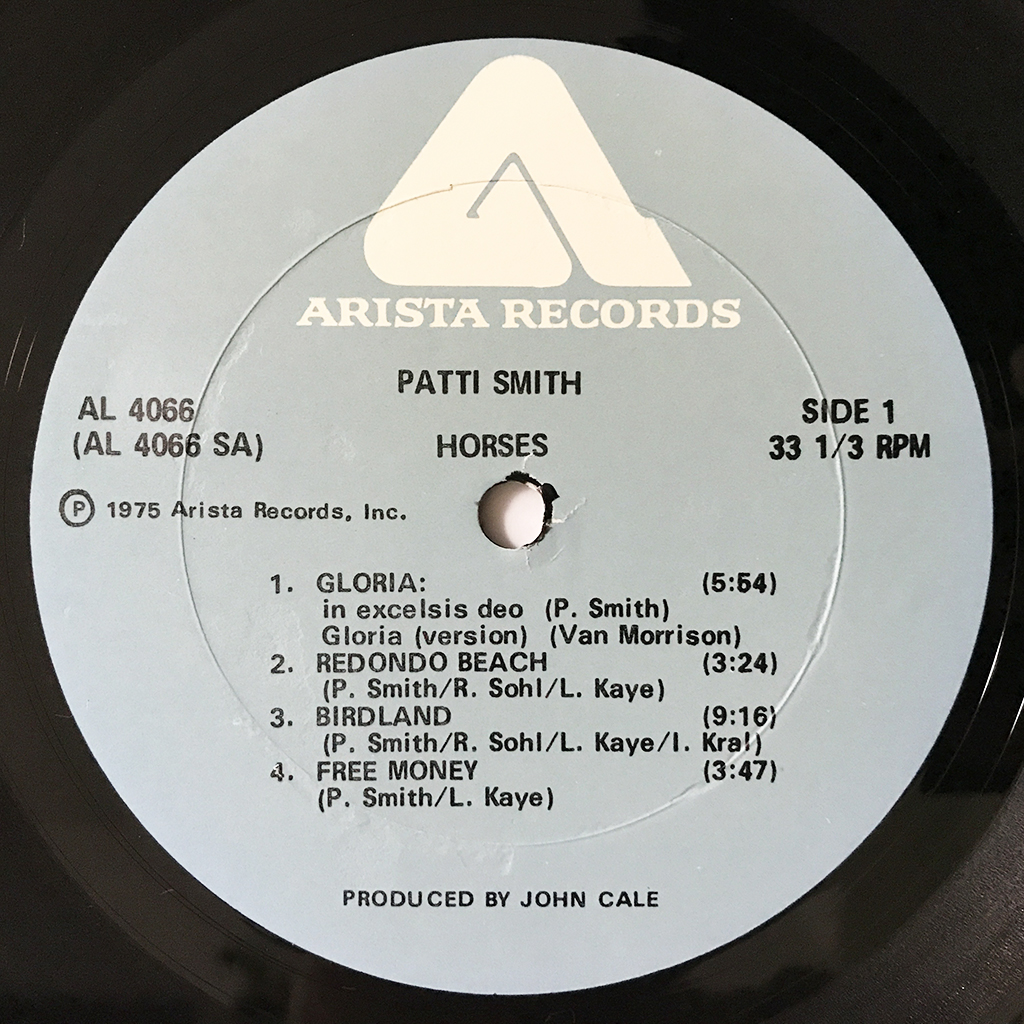 ARISTA RECORDS
PATTI SMITH
AL 4066
SIDE 1
(AL 4066 SA)
HORSES
33 1/3 RPM
Ⓟ 1975 Arista Records, Inc.
1. GLORIA: (5:54)
in excelsis deo (P. Smith)
Gloria (version) (Van Morrison)
2. REDONDO BEACH (3:24)
(P. Smith/R. Sohl/L. Kaye)
3. BIRDLAND (9:16)
(P. Smith/R. Sohl/L. Kaye/I. Kral)
4. FREE MONEY (3:47)
(P. Smith/L. Kaye)
PRODUCED BY JOHN CALE